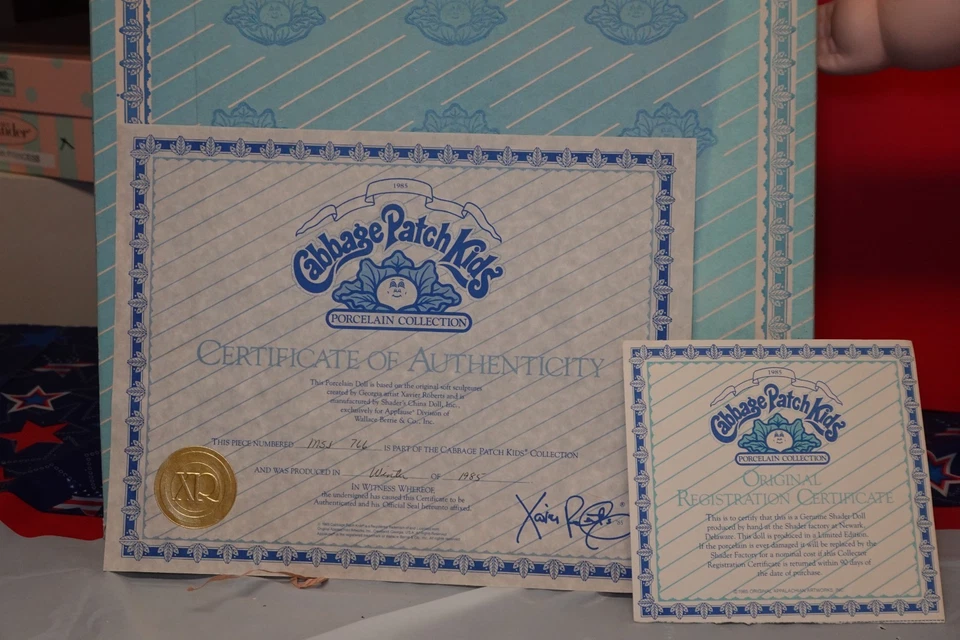 1985
Cabbage Patch Kids
PORCELAIN COLLECTION
CERTIFICATE OF AUTHENTICITY
This Porcelain Doll is based on the original soft sculptures
created by Georgia artist Xavier Roberts and is
manufactured by Shader's China Doll, Inc.,
exclusively for Applause® Division of
Wallace-Berrie & Co., Inc.
THIS PIECE NUMBERED MSI 766 IS PART OF THE CABBAGE PATCH KIDS® COLLECTION
AND WAS PRODUCED IN Winter OF 1985
IN WITNESS WHEREOF
the undersigned has caused this Certificate to be
Authenticated and his Official Seal hereunto affixed.
Xavier Roberts
XR
1985
Cabbage Patch Kids
PORCELAIN COLLECTION
ORIGINAL
REGISTRATION CERTIFICATE
This is to certify that this is a Genuine Shader Doll
produced by hand at the Shader factory at Newark,
Delaware. This doll is produced in a Limited Edition.
If the porcelain is ever damaged it will be replaced by the
Shader Factory for a nominal cost if this Collector
Registration Certificate is returned within 90 days of
the date of purchase.
©1985 ORIGINAL APPALACHIAN ARTWORKS, INC.